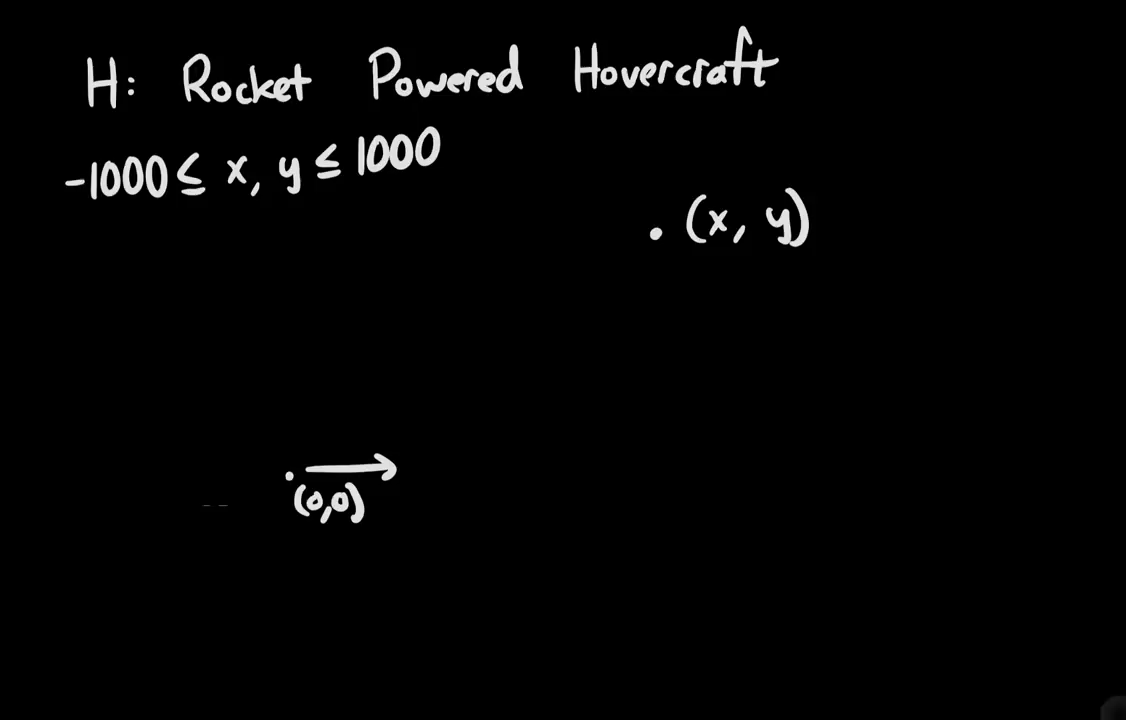 H: Rocket Powered Hovercraft
-1000 ≤ x, y ≤ 1000
(x, y)
(0,0)